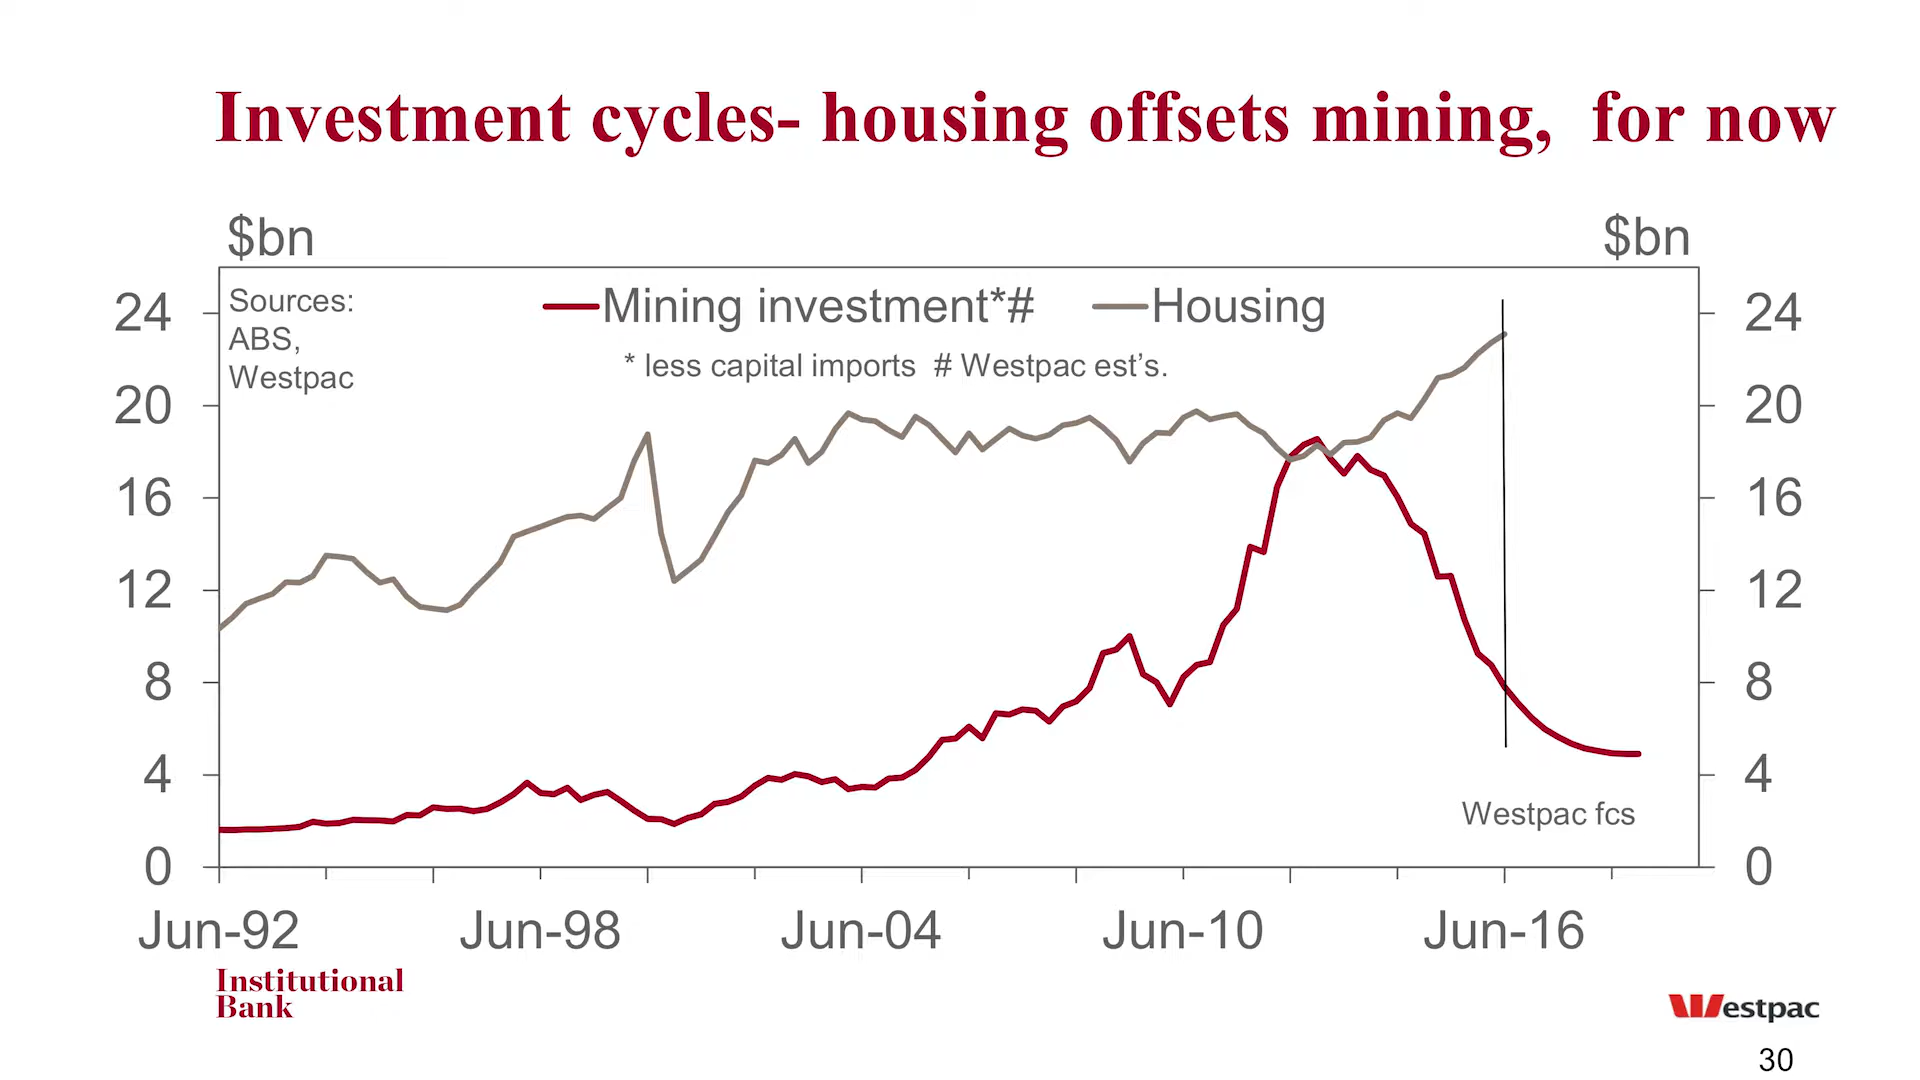 Investment cycles- housing offsets mining,  for now
$bn
$bn
Sources:
ABS,
Westpac
Mining investment*#
Housing
* less capital imports  # Westpac est’s.
24
20
16
12
8
4
0
24
20
16
12
8
4
0
Westpac fcs
Jun-92
Jun-98
Jun-04
Jun-10
Jun-16
Institutional
Bank
Westpac
30